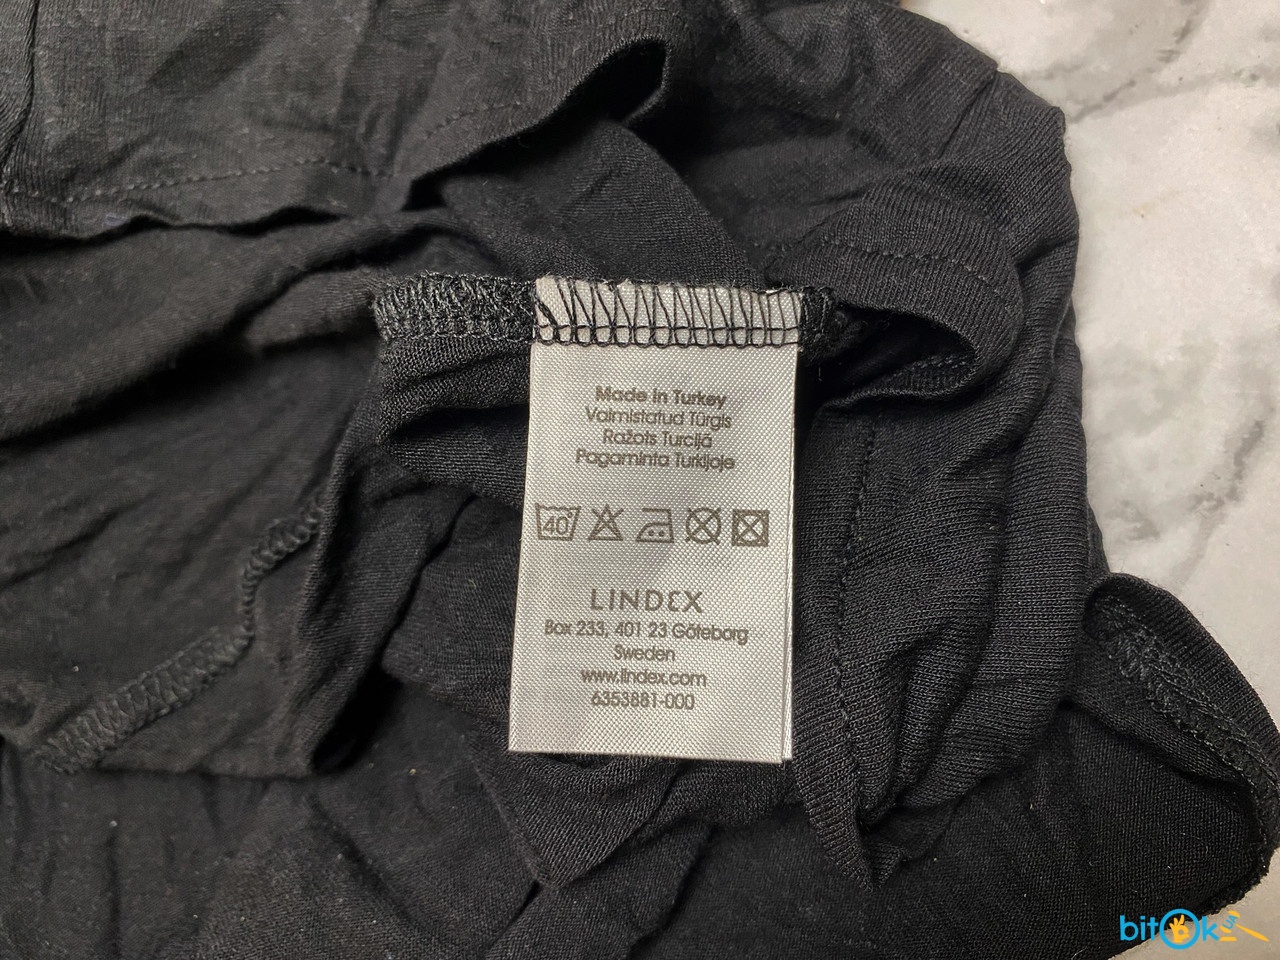 Made in Turkey
Valmistatud Türgis
Ražots Turcijā
Pagaminta Turkijoje
40
LINDEX
Box 233, 401 23 Göteborg
Sweden
www.lindex.com
6353881-000
bitOk